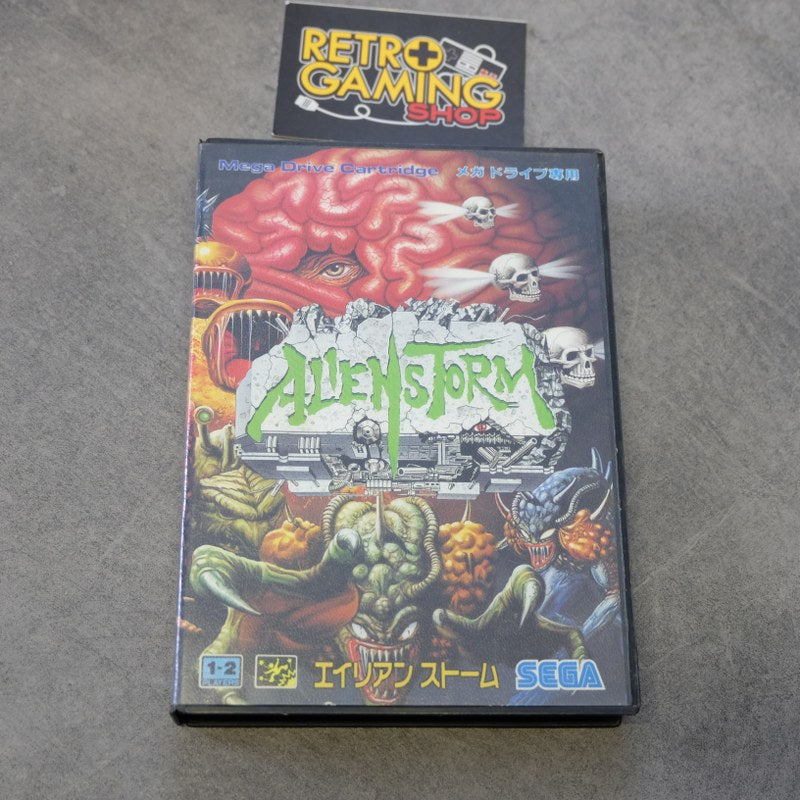 RETRO
GAMING
SHOP
Mega Drive Cartridge メガドライブ専用
ALIEN STORM
1-2
PLAYERS
エイリアン ストーム
SEGA